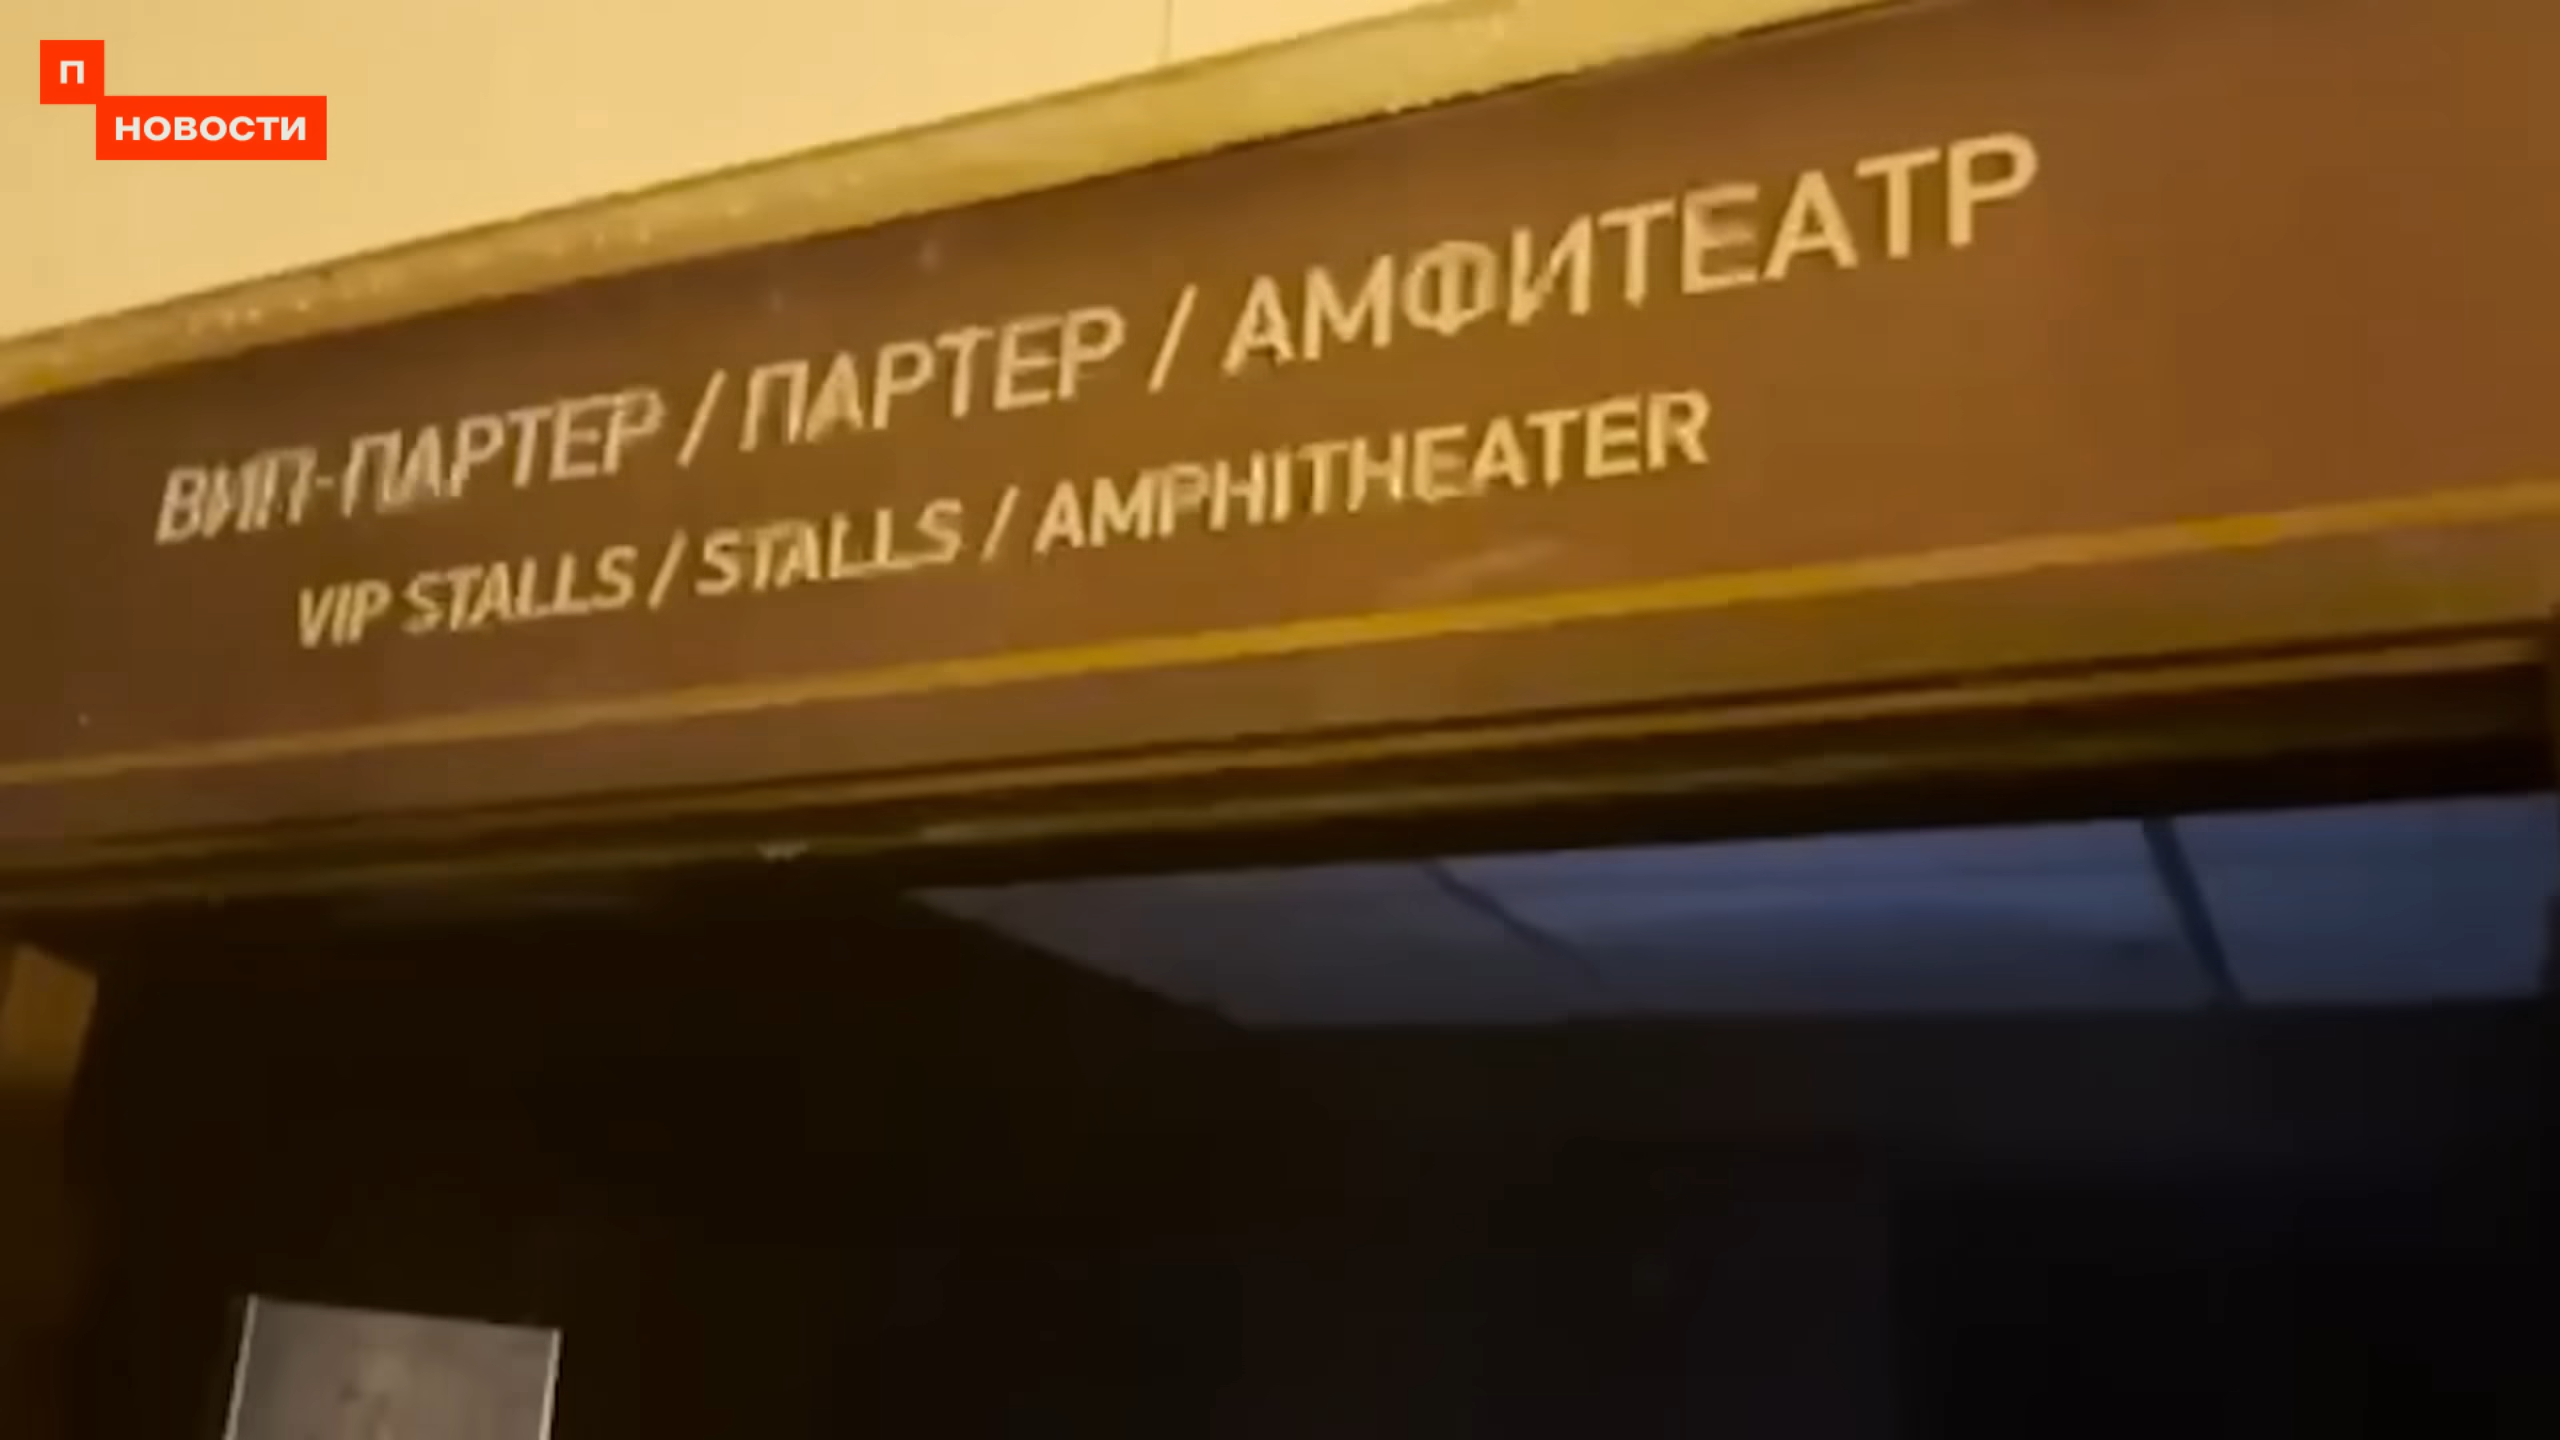 П
НОВОСТИ
ВИП-ПАРТЕР / ПАРТЕР / АМФИТЕАТР
VIP STALLS / STALLS / AMPHITHEATER